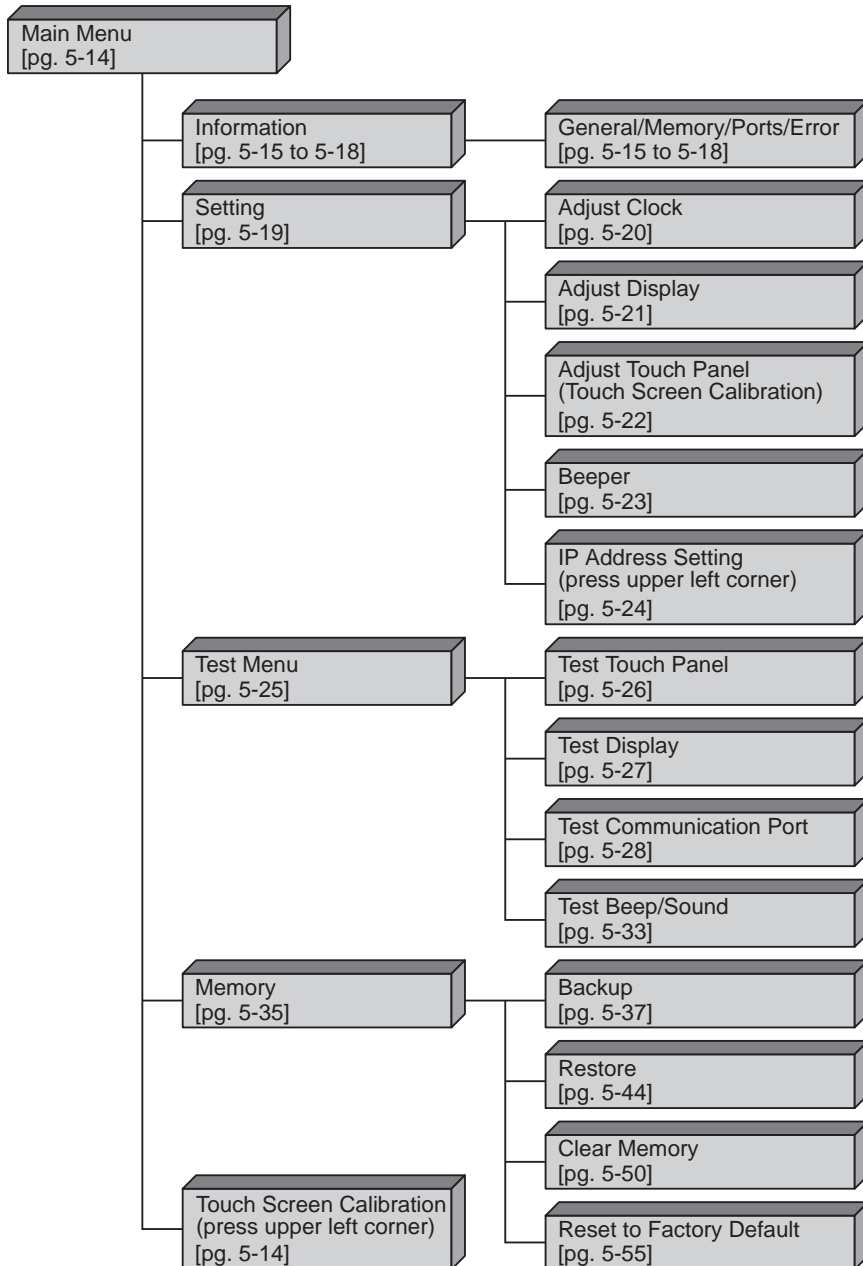 Main Menu
[pg. 5-14]
Information
[pg. 5-15 to 5-18]
General/Memory/Ports/Error
[pg. 5-15 to 5-18]
Setting
[pg. 5-19]
Adjust Clock
[pg. 5-20]
Adjust Display
[pg. 5-21]
Adjust Touch Panel
(Touch Screen Calibration)
[pg. 5-22]
Beeper
[pg. 5-23]
IP Address Setting
(press upper left corner)
[pg. 5-24]
Test Menu
[pg. 5-25]
Test Touch Panel
[pg. 5-26]
Test Display
[pg. 5-27]
Test Communication Port
[pg. 5-28]
Test Beep/Sound
[pg. 5-33]
Memory
[pg. 5-35]
Backup
[pg. 5-37]
Restore
[pg. 5-44]
Clear Memory
[pg. 5-50]
Reset to Factory Default
[pg. 5-55]
Touch Screen Calibration
(press upper left corner)
[pg. 5-14]